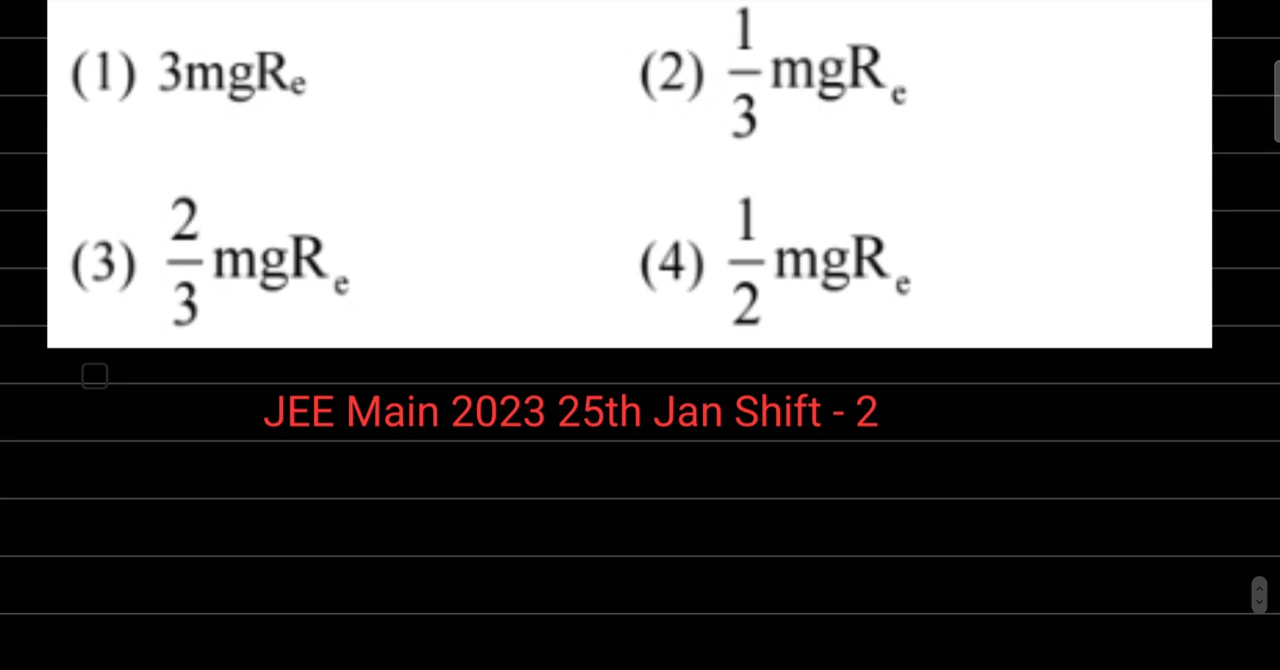 (1) 3mgRₑ (2) 1/3 mgRₑ
(3) 2/3 mgRₑ (4) 1/2 mgRₑ
JEE Main 2023 25th Jan Shift - 2